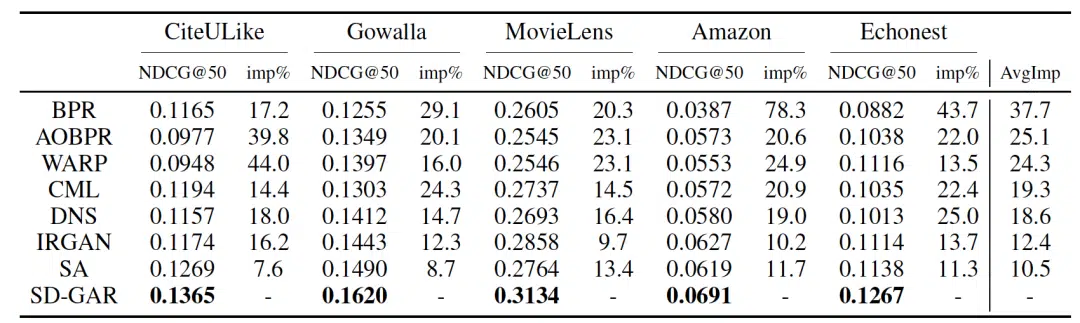 CiteULike Gowalla MovieLens Amazon Echonest
NDCG@50 imp% NDCG@50 imp% NDCG@50 imp% NDCG@50 imp% NDCG@50 imp% AvgImp
BPR 0.1165 17.2 0.1255 29.1 0.2605 20.3 0.0387 78.3 0.0882 43.7 37.7
AOBPR 0.0977 39.8 0.1349 20.1 0.2545 23.1 0.0573 20.6 0.1038 22.0 25.1
WARP 0.0948 44.0 0.1397 16.0 0.2546 23.1 0.0553 24.9 0.1116 13.5 24.3
CML 0.1194 14.4 0.1303 24.3 0.2737 14.5 0.0572 20.9 0.1035 22.4 19.3
DNS 0.1157 18.0 0.1412 14.7 0.2693 16.4 0.0580 19.0 0.1013 25.0 18.6
IRGAN 0.1174 16.2 0.1443 12.3 0.2858 9.7 0.0627 10.2 0.1114 13.7 12.4
SA 0.1269 7.6 0.1490 8.7 0.2764 13.4 0.0619 11.7 0.1138 11.3 10.5
SD-GAR 0.1365 - 0.1620 - 0.3134 - 0.0691 - 0.1267 - -